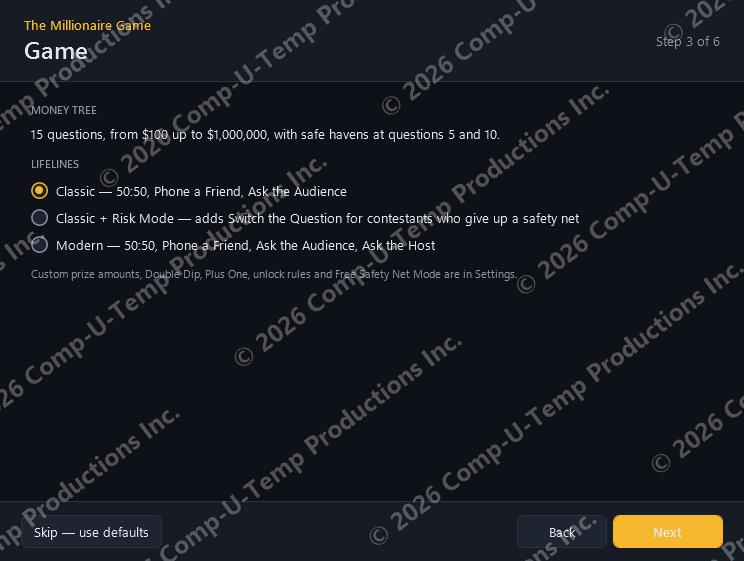 The Millionaire Game
Game
Step 3 of 6
MONEY TREE
15 questions, from $100 up to $1,000,000, with safe havens at questions 5 and 10.
LIFELINES
Classic — 50:50, Phone a Friend, Ask the Audience
Classic + Risk Mode — adds Switch the Question for contestants who give up a safety net
Modern — 50:50, Phone a Friend, Ask the Audience, Ask the Host
Custom prize amounts, Double Dip, Plus One, unlock rules and Free Safety Net Mode are in Settings.
Skip — use defaults
Back
Next
© 2026 Comp-U-Temp Productions Inc.